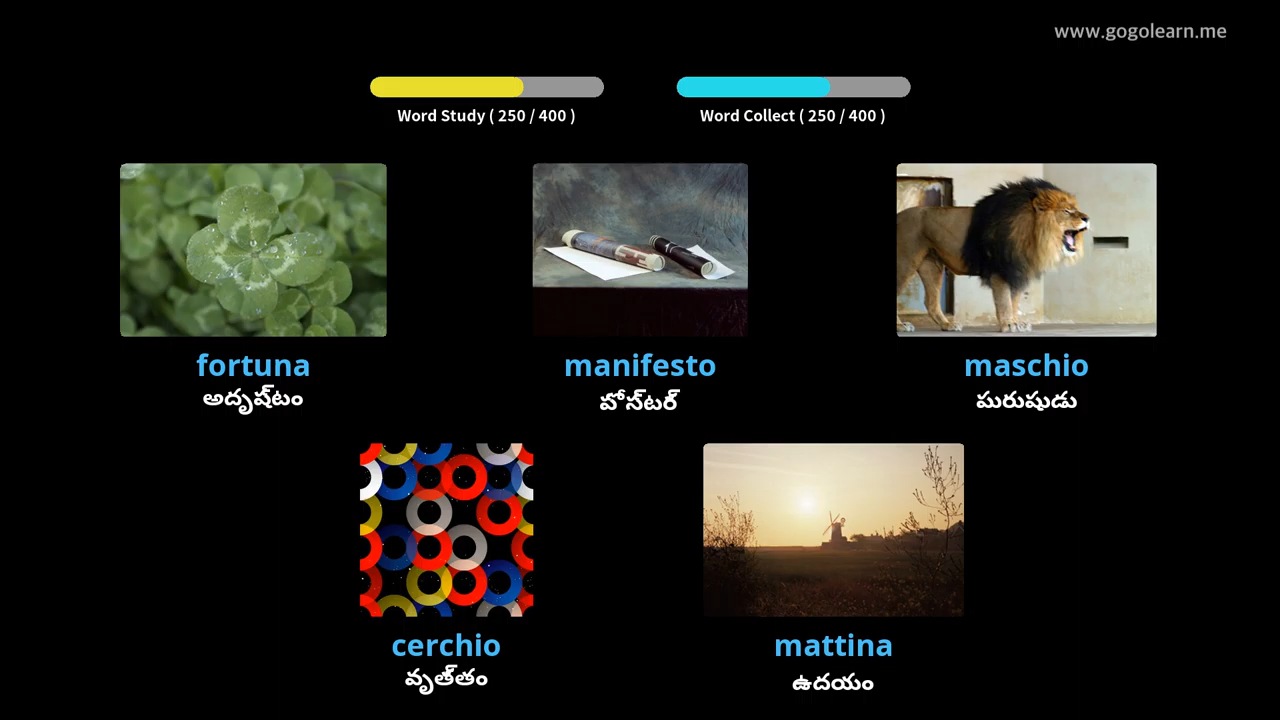 www.gogolearn.me
Word Study ( 250 / 400 )
Word Collect ( 250 / 400 )
fortuna
అదృష్టం
manifesto
పోస్టర్
maschio
పురుషుడు
cerchio
వృత్తం
mattina
ఉదయం